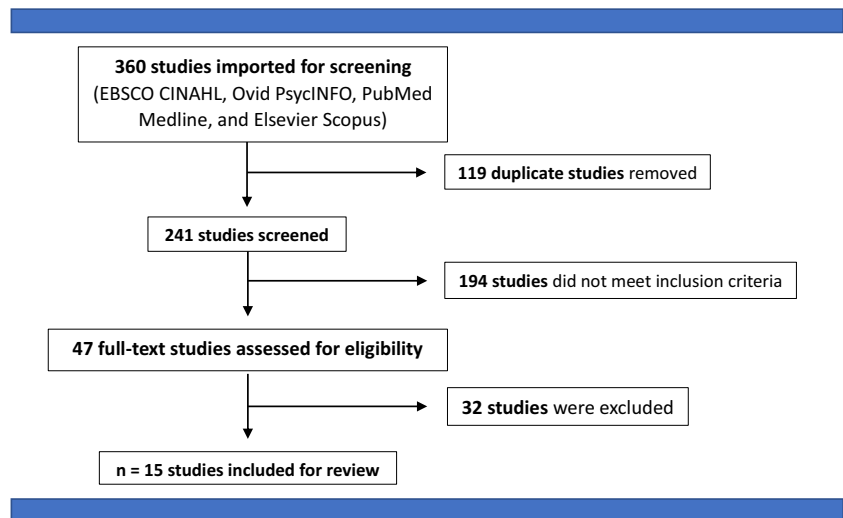 360 studies imported for screening
(EBSCO CINAHL, Ovid PsycINFO, PubMed
Medline, and Elsevier Scopus)
119 duplicate studies removed
241 studies screened
194 studies did not meet inclusion criteria
47 full-text studies assessed for eligibility
32 studies were excluded
n = 15 studies included for review